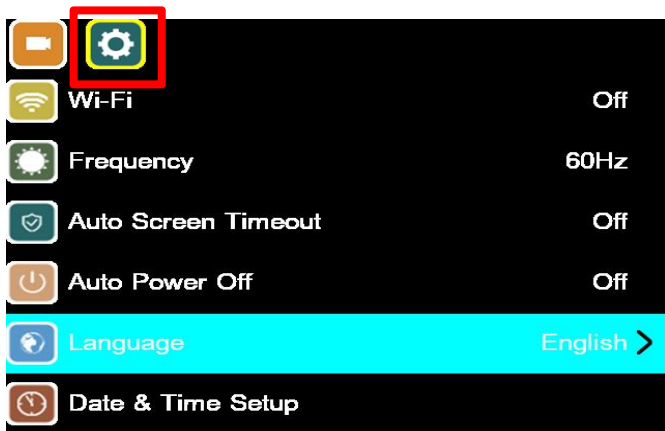 Wi-Fi Off
Frequency 60Hz
Auto Screen Timeout Off
Auto Power Off Off
Language English
Date & Time Setup